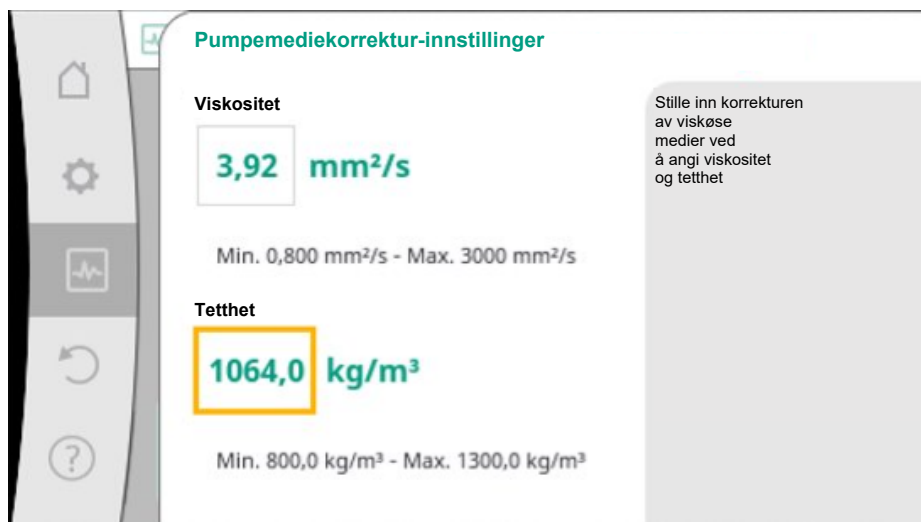 Pumpemediekorrektur-innstillinger
Viskositet
3,92 mm²/s
Min. 0,800 mm²/s - Max. 3000 mm²/s
Tetthet
1064,0 kg/m³
Min. 800,0 kg/m³ - Max. 1300,0 kg/m³
Stille inn korrekturen
av viskøse
medier ved
å angi viskositet
og tetthet
?